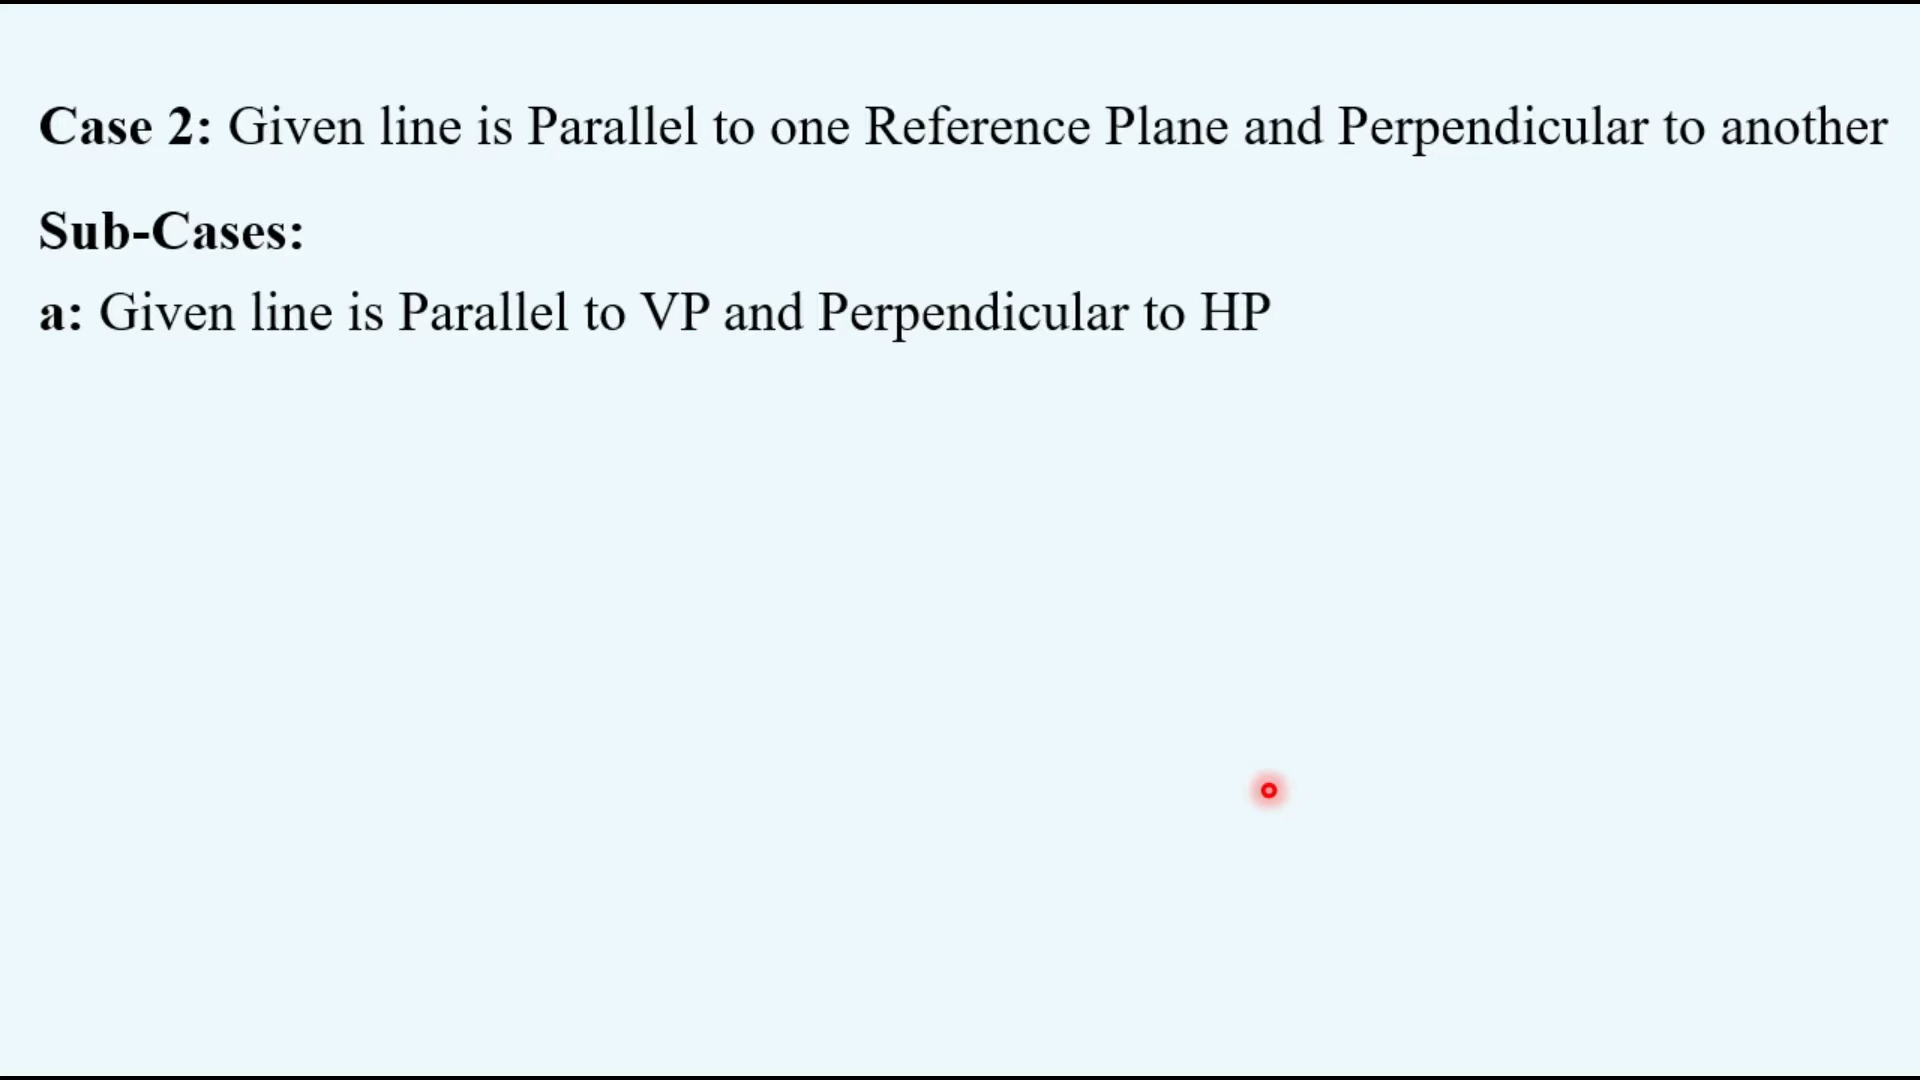 Case 2: Given line is Parallel to one Reference Plane and Perpendicular to another
Sub-Cases:
a: Given line is Parallel to VP and Perpendicular to HP